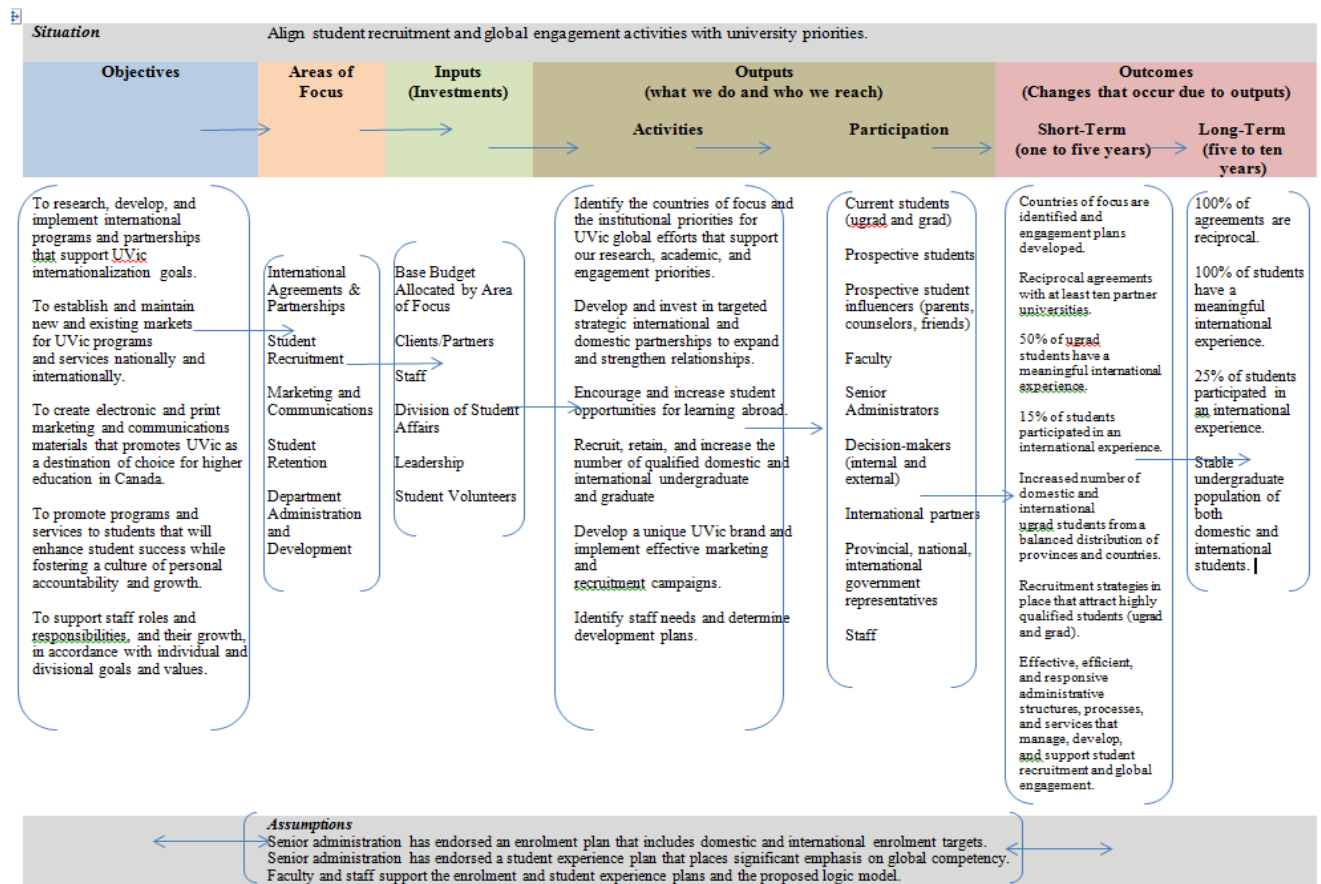 Situation
Align student recruitment and global engagement activities with university priorities.
Objectives
Areas of
Focus
Inputs
(Investments)
Outputs
(what we do and who we reach)
Activities
Participation
Outcomes
(Changes that occur due to outputs)
Short-Term
(one to five years)
Long-Term
(five to ten
years)
To research, develop, and
implement international
programs and partnerships
that support UVic
internationalization goals.
To establish and maintain
new and existing markets
for UVic programs
and services nationally and
internationally.
To create electronic and print
marketing and communications
materials that promotes UVic as
a destination of choice for higher
education in Canada.
To promote programs and
services to students that will
enhance student success while
fostering a culture of personal
accountability and growth.
To support staff roles and
responsibilities, and their growth,
in accordance with individual and
divisional goals and values.
International
Agreements &
Partnerships
Student
Recruitment
Marketing and
Communications
Student
Retention
Department
Administration
and
Development
Base Budget
Allocated by Area
of Focus
Clients/Partners
Staff
Division of Student
Affairs
Leadership
Student Volunteers
Identify the countries of focus and
the institutional priorities for
UVic global efforts that support
our research, academic, and
engagement priorities.
Develop and invest in targeted
strategic international and
domestic partnerships to expand
and strengthen relationships.
Encourage and increase student
opportunities for learning abroad.
Recruit, retain, and increase the
number of qualified domestic and
international undergraduate
and graduate
Develop a unique UVic brand and
implement effective marketing
and
recruitment campaigns.
Identify staff needs and determine
development plans.
Current students
(ugrad and grad)
Prospective students
Prospective student
influencers (parents,
counselors, friends)
Faculty
Senior
Administrators
Decision-makers
(internal and
external)
International partners
Provincial, national,
international
government
representatives
Staff
Countries of focus are
identified and
engagement plans
developed.
Reciprocal agreements
with at least ten partner
universities.
50% of ugrad
students have a
meaningful international
experience.
15% of students
participated in an
international experience.
Increased number of
domestic and
international
ugrad students from a
balanced distribution of
provinces and countries.
Recruitment strategies in
place that attract highly
qualified students (ugrad
and grad).
Effective, efficient,
and responsive
administrative
structures, processes,
and services that
manage, develop,
and support student
recruitment and global
engagement.
100% of
agreements are
reciprocal.
100% of students
have a
meaningful
international
experience.
25% of students
participated in
an international
experience.
Stable
undergraduate
population of
both
domestic and
international
students.
Assumptions
Senior administration has endorsed an enrolment plan that includes domestic and international enrolment targets.
Senior administration has endorsed a student experience plan that places significant emphasis on global competency.
Faculty and staff support the enrolment and student experience plans and the proposed logic model.